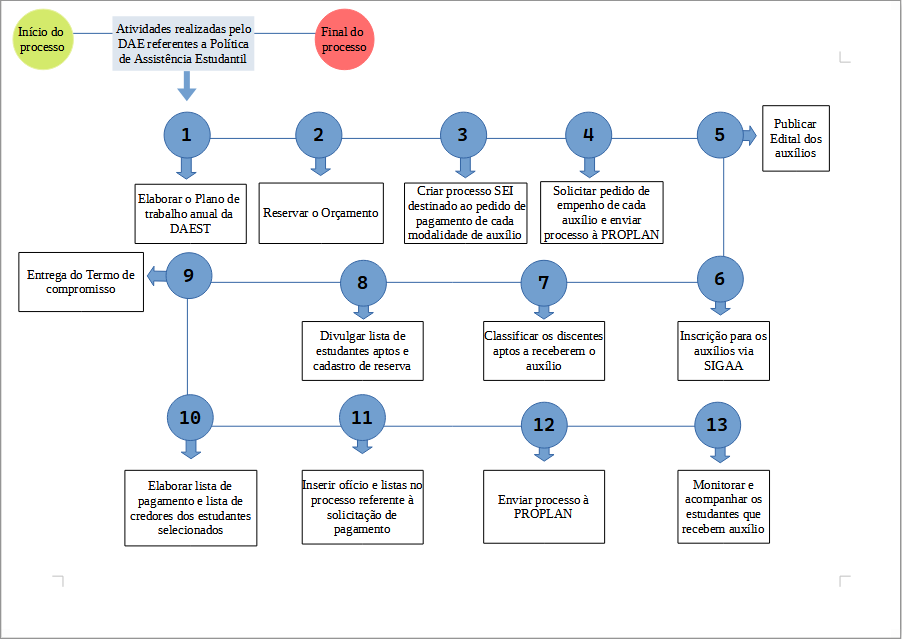 Início do
processo
Atividades realizadas pelo
DAE referentes a Política
de Assistência Estudantil
Final do
processo
1
2
3
4
5
Publicar
Edital dos
auxílios
Elaborar o Plano de
trabalho anual da
DAEST
Reservar o Orçamento
Criar processo SEI
destinado ao pedido de
pagamento de cada
modalidade de auxílio
Solicitar pedido de
empenho de cada
auxílio e enviar
processo à PROPLAN
6
Inscrição para os
auxílios via
SIGAA
7
Classificar os discentes
aptos a receberem o
auxílio
8
Divulgar lista de
estudantes aptos e
cadastro de reserva
9
Entrega do Termo de
compromisso
10
11
12
13
Elaborar lista de
pagamento e lista de
credores dos estudantes
selecionados
Inserir ofício e listas no
processo referente à
solicitação de
pagamento
Enviar processo à
PROPLAN
Monitorar e
acompanhar os
estudantes que
recebem auxílio